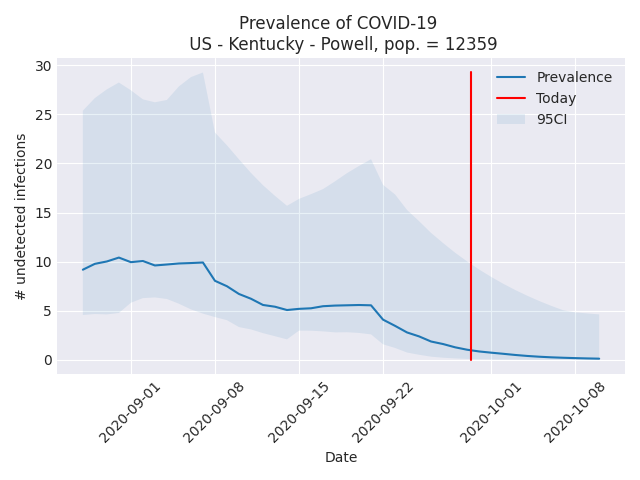 Prevalence of COVID-19
US - Kentucky - Powell, pop. = 12359
# undetected infections
30
25
20
15
10
5
0
Prevalence
Today
95CI
2020-09-01
2020-09-08
2020-09-15
2020-09-22
2020-10-01
2020-10-08
Date